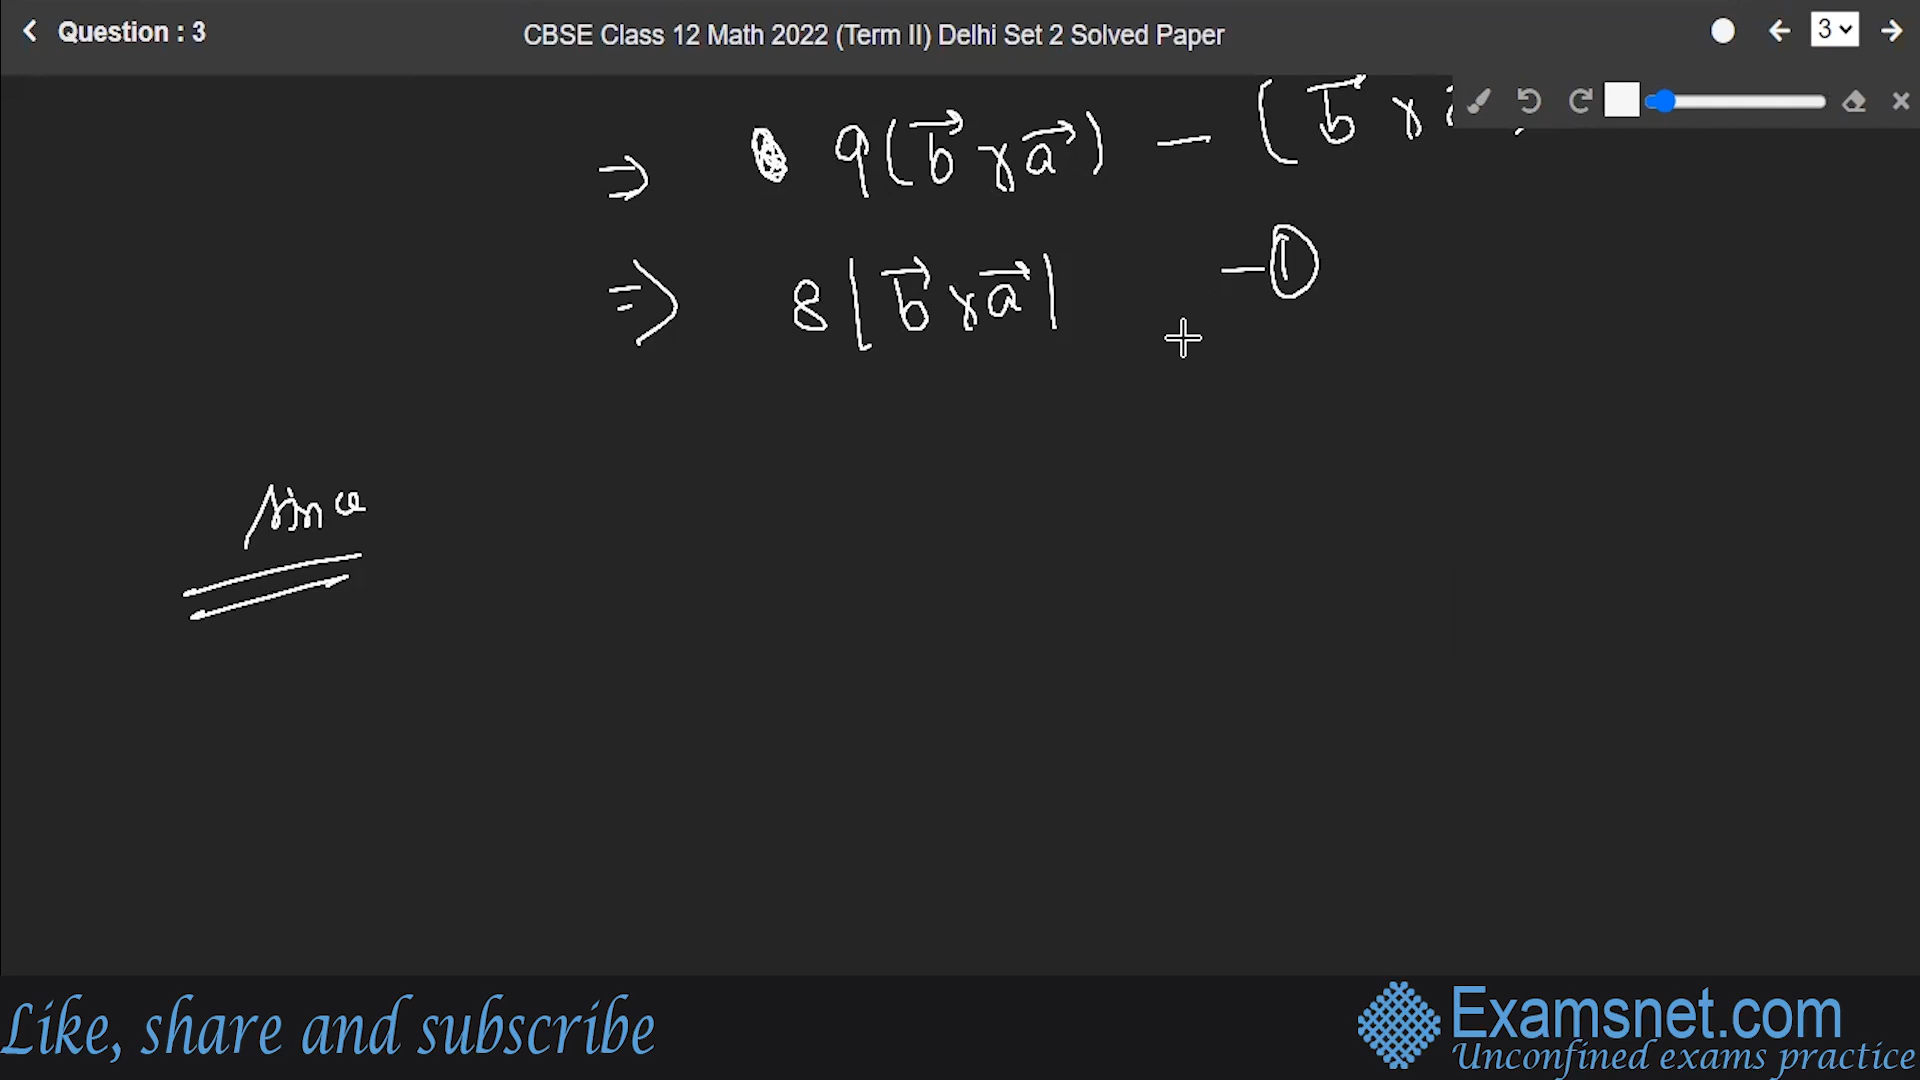 Question : 3
CBSE Class 12 Math 2022 (Term II) Delhi Set 2 Solved Paper
3
⇒ 9(b⃗ × a⃗) − (b⃗ ×
⇒ 8|b⃗ × a⃗| −①
since
Like, share and subscribe
Examsnet.com
Unconfined exams practice